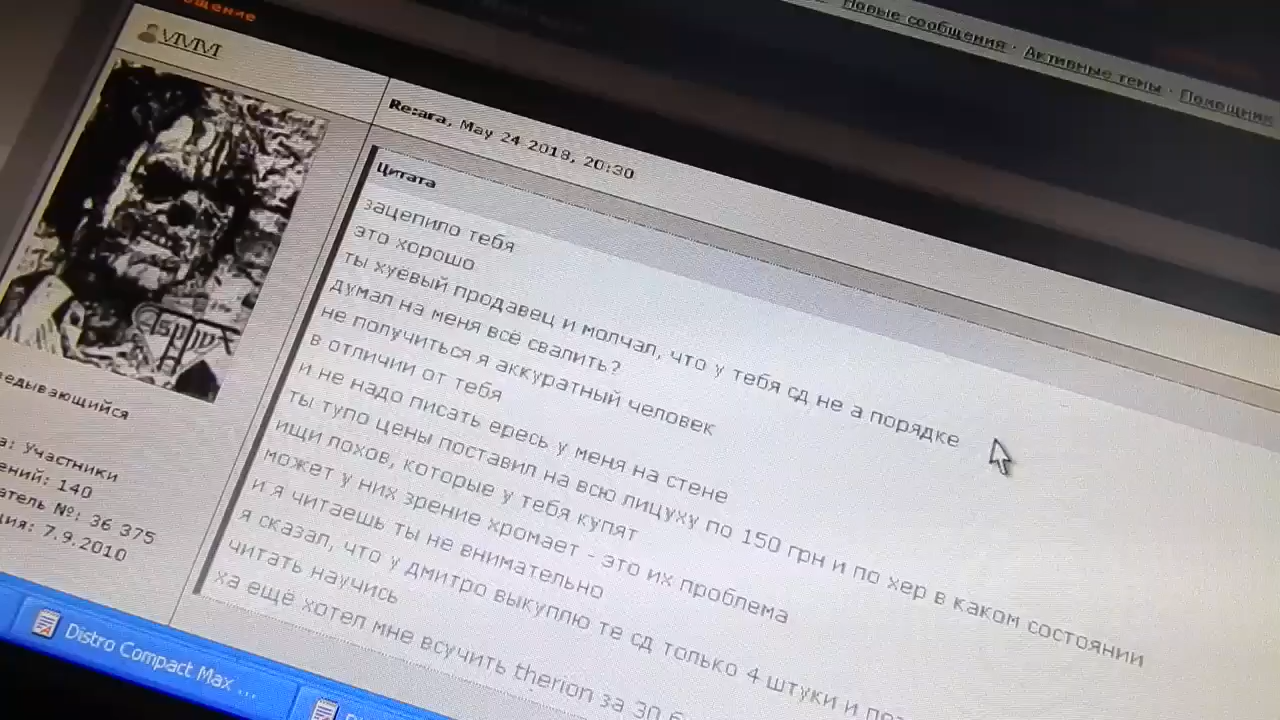 щение
Новые сообщения · Активные темы · Помощник
VIVIVI
Re:ara, May 24 2018, 20:30
Цитата
зацепило тебя
это хорошо
ты хуёвый продавец и молчал, что у тебя сд не а порядке
думал на меня всё свалить?
не получиться я аккуратный человек
в отличии от тебя
и не надо писать ересь у меня на стене
ты тупо цены поставил на всю лицуху по 150 грн и по хер в каком состоянии
ищи лохов, которые у тебя купят
может у них зрение хромает - это их проблема
и я читаешь ты не внимательно
я сказал, что у дмитро выкуплю те сд только 4 штуки и
читать научись
ха ещё хотел мне всучить therion за 30
едывающийся
а: Участники
ений: 140
атель №: 36 375
ция: 7.9.2010
Distro Compact Max ...